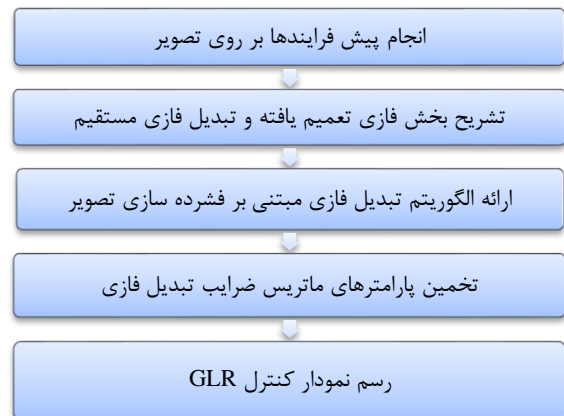 انجام پیش فرایندها بر روی تصویر
تشریح بخش فازی تعمیم یافته و تبدیل فازی مستقیم
ارائه الگوریتم تبدیل فازی مبتنی بر فشرده سازی تصویر
تخمین پارامترهای ماتریس ضرایب تبدیل فازی
رسم نمودار کنترل GLR